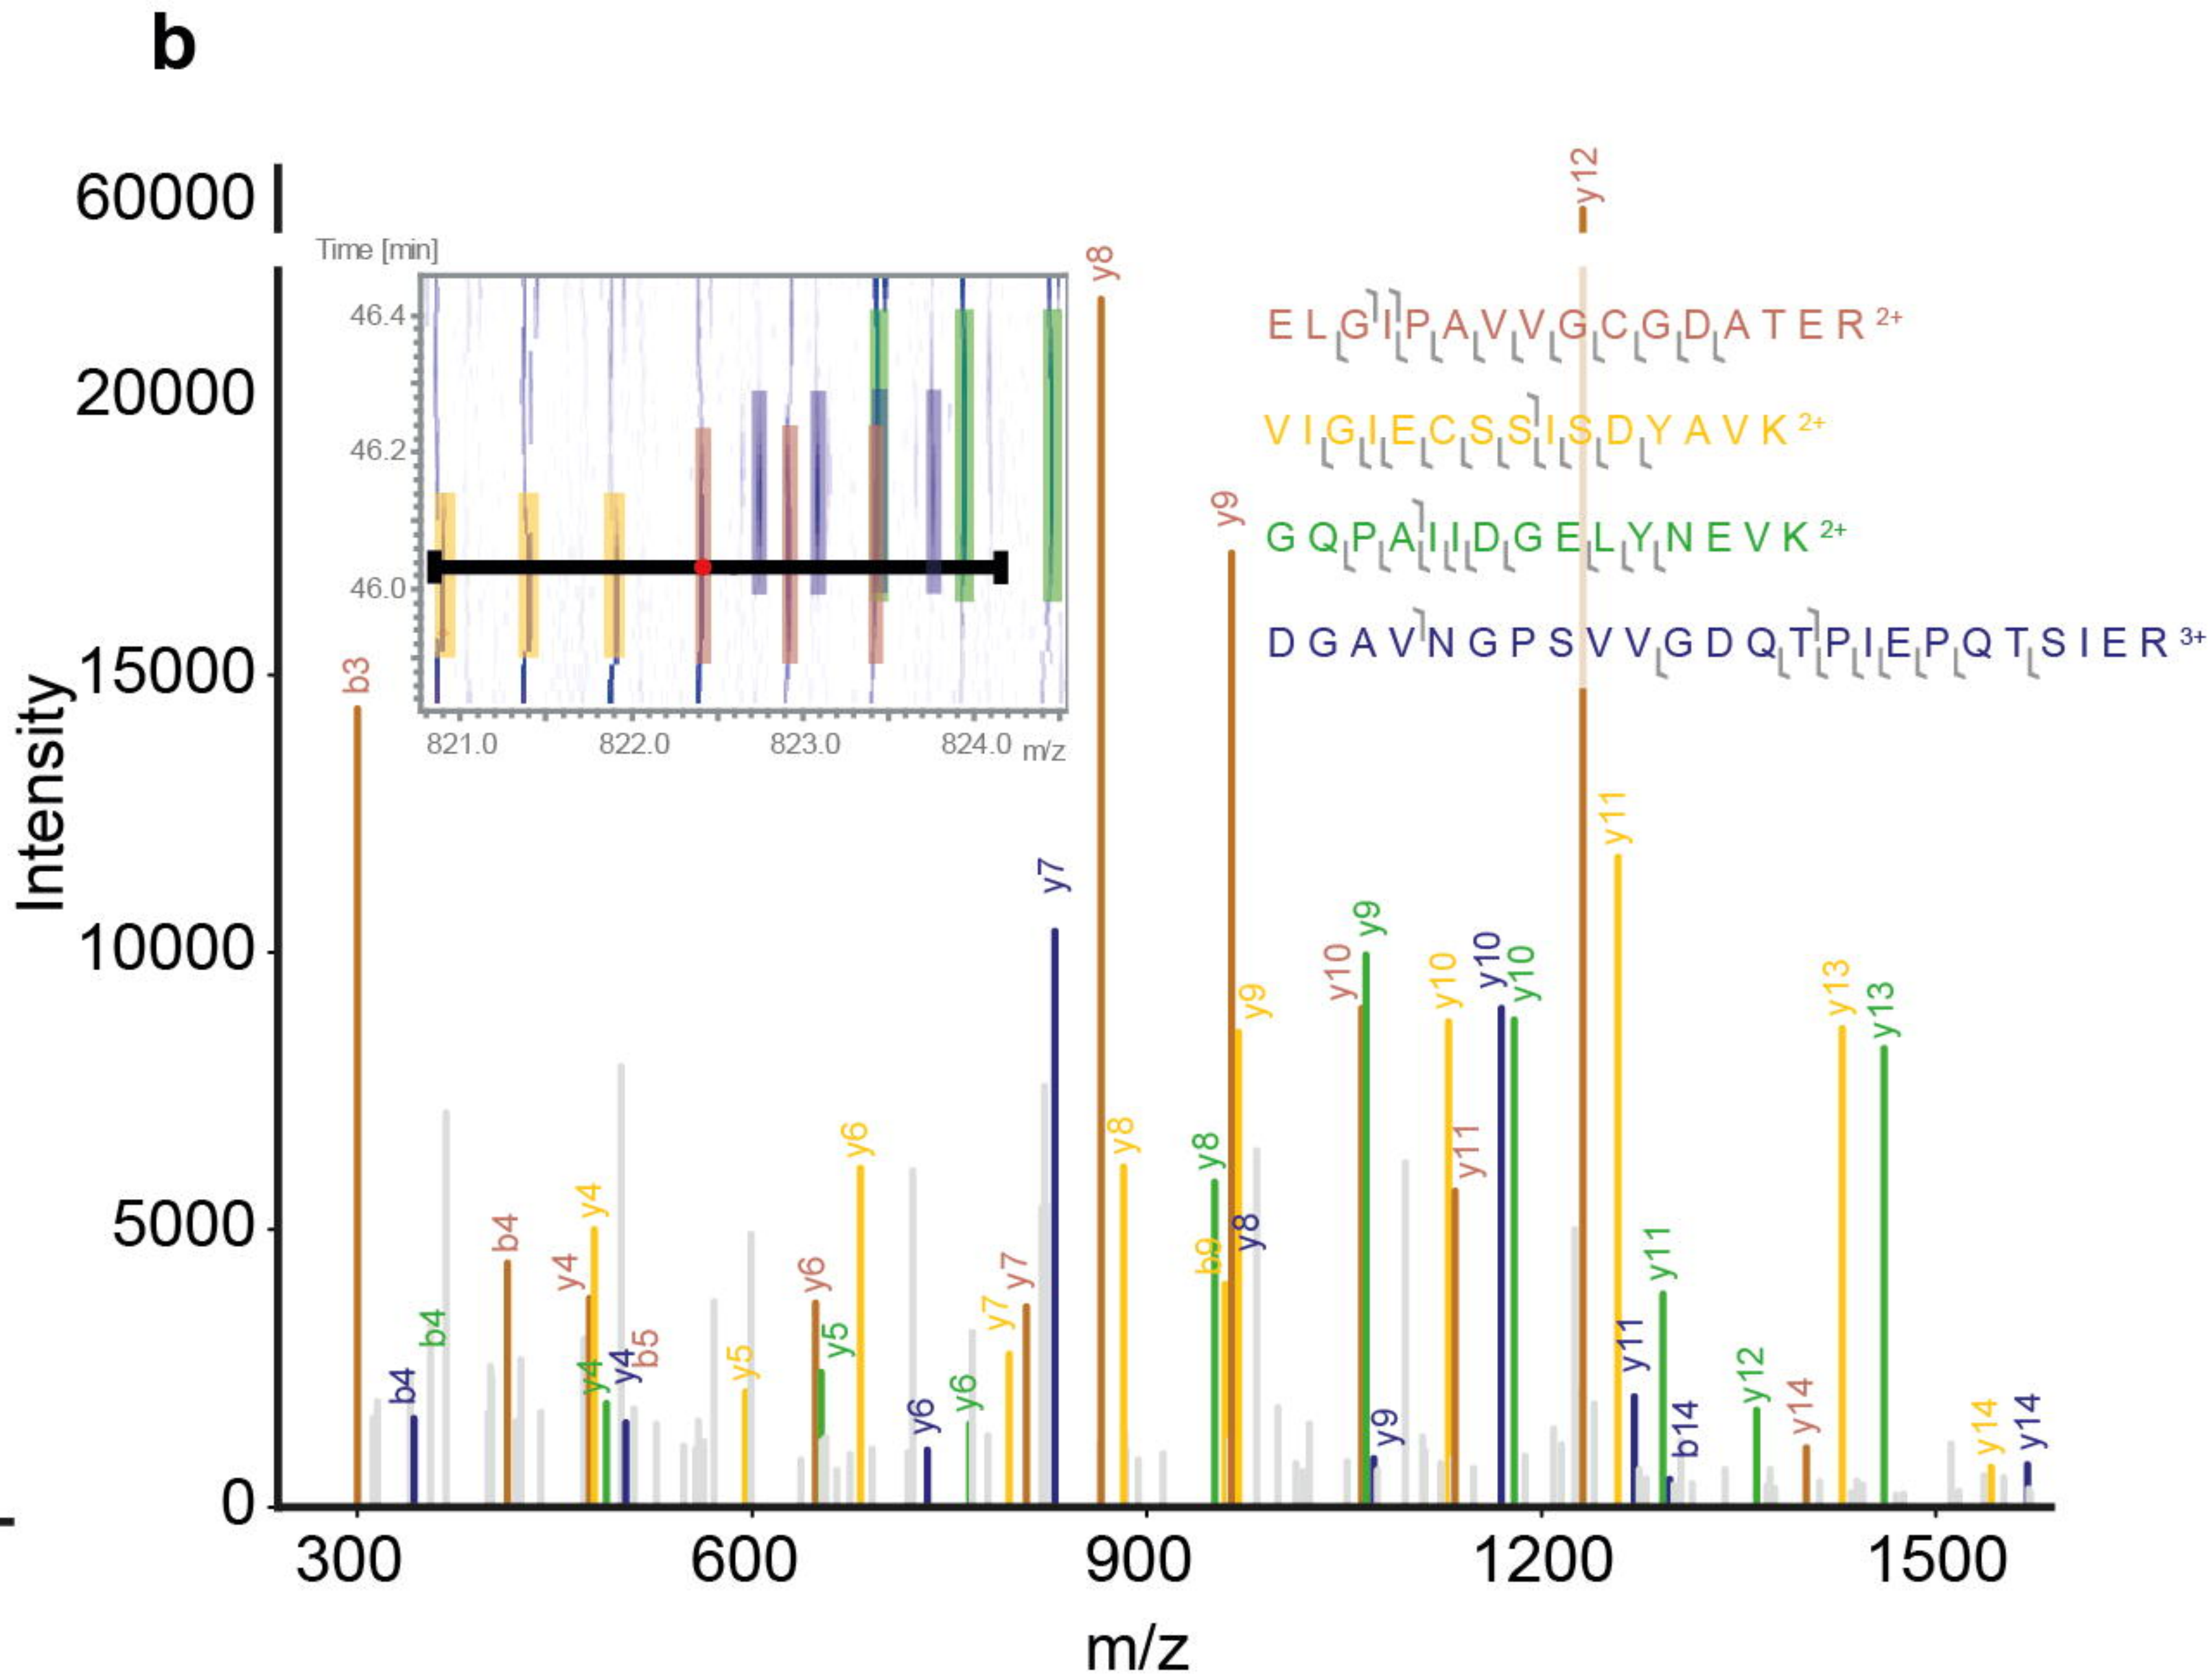 b
60000
20000
15000
10000
5000
0
Intensity
300
600
900
1200
1500
m/z
Time [min]
46.4
46.2
46.0
821.0
822.0
823.0
824.0
m/z
ELGIPAVVGCGDATER 2+
VIGIECSSISDYAVK 2+
GQPAIIDGELYNEVK 2+
DGAVNGPSVVGDQTPIEPQTSIER 3+
b3
b4
b4
b4
y4
y4
y4
y4
b5
y5
y6
y5
y6
y6
y6
y7
y7
y7
y8
y8
y8
b9
y9
y9
y8
y10
y9
y9
y10
y11
y10
y10
y12
y11
y11
y11
b14
y12
y14
y13
y13
y14
y14